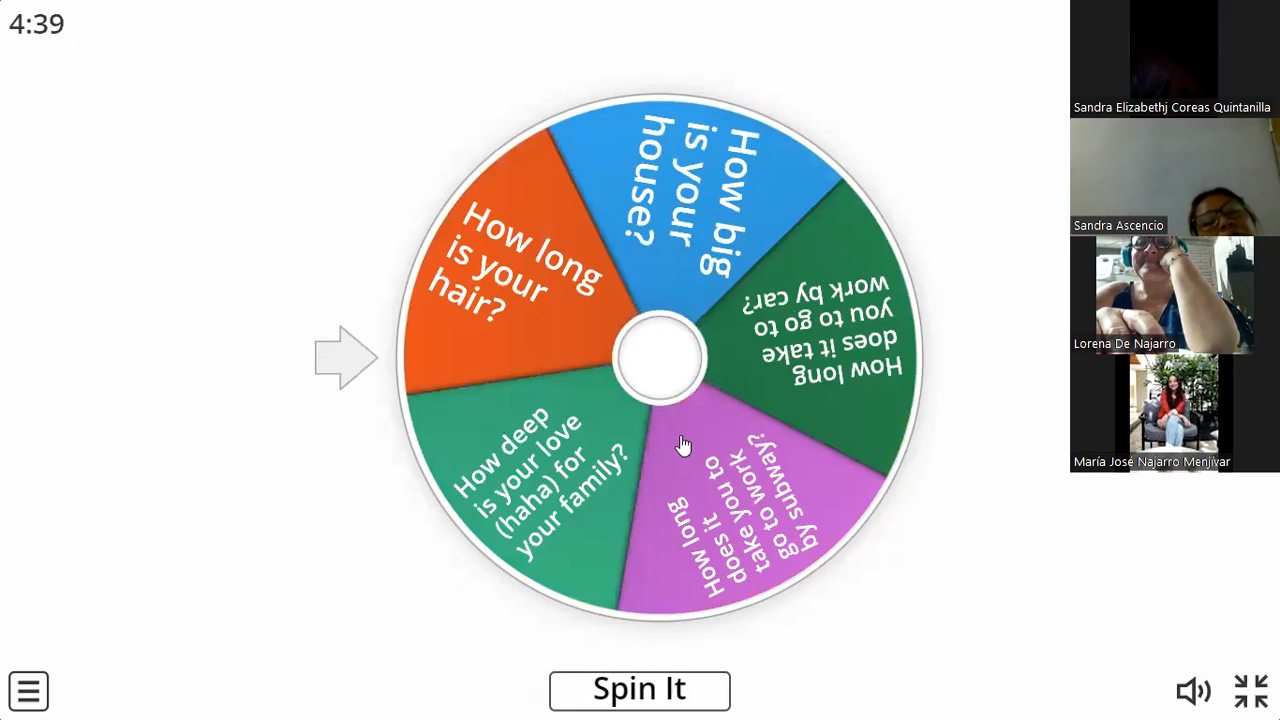 4:39
How big
is your
house?
How long
is your
hair?
How long
does it take
you to go to
work by car?
How deep
is your love
(haha) for
your family?
How long
does it
take you to
go to work
by subway?
Spin It
Sandra Elizabethj Coreas Quintanilla
Sandra Ascencio
Lorena De Najarro
María José Najarro Menjívar